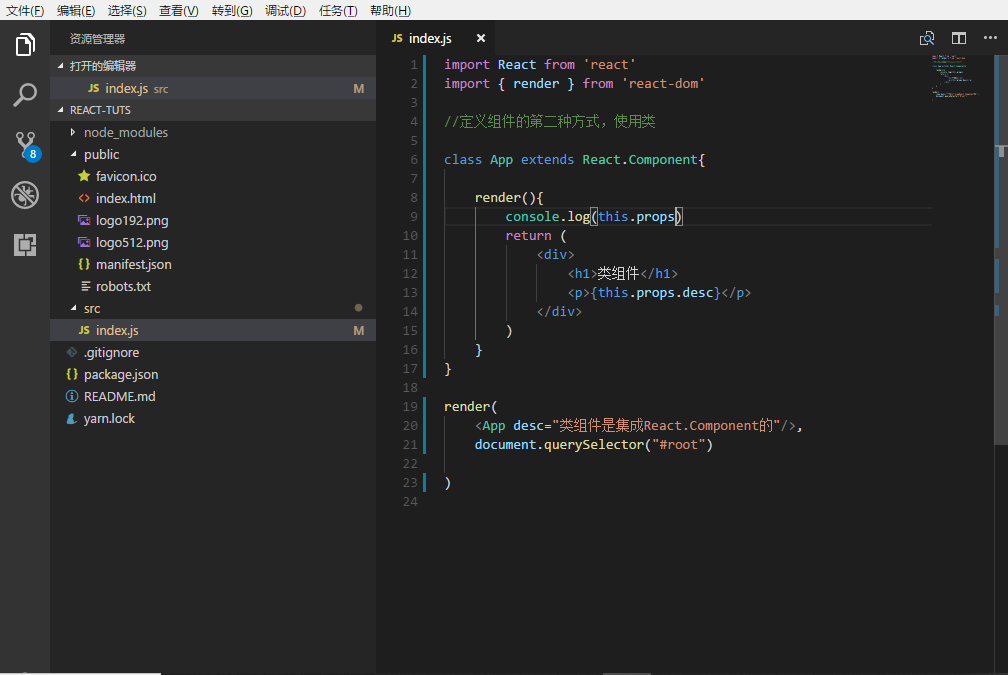 文件(F) 编辑(E) 选择(S) 查看(V) 转到(G) 调试(D) 任务(T) 帮助(H)
资源管理器
打开的编辑器
JS index.js src M
REACT-TUTS
node_modules
public
favicon.ico
<> index.html
logo192.png
logo512.png
{} manifest.json
robots.txt
src
JS index.js M
.gitignore
{} package.json
README.md
yarn.lock
8
JS index.js ×
1 import React from 'react'
2 import { render } from 'react-dom'
3
4 //定义组件的第二种方式，使用类
5
6 class App extends React.Component{
7
8 render(){
9 console.log(this.props)
10 return (
11 <div>
12 <h1>类组件</h1>
13 <p>{this.props.desc}</p>
14 </div>
15 )
16 }
17 }
18
19 render(
20 <App desc="类组件是集成React.Component的"/>,
21 document.querySelector("#root")
22
23 )
24